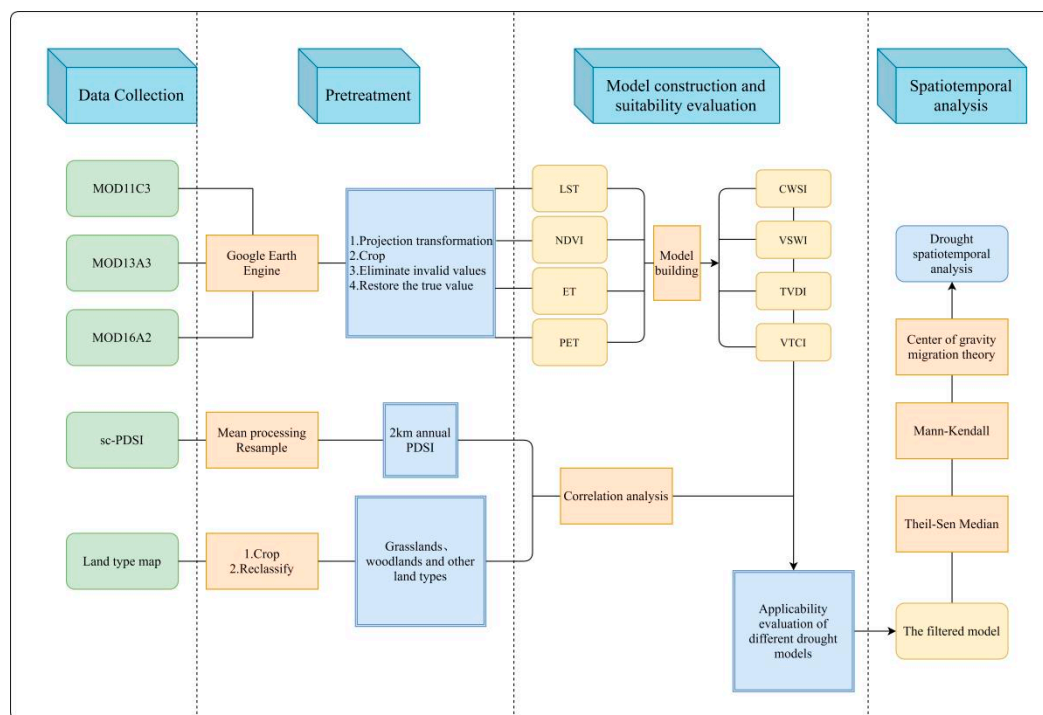 Data Collection
Pretreatment
Model construction and
suitability evaluation
Spatiotemporal
analysis
MOD11C3
MOD13A3
MOD16A2
Google Earth
Engine
1.Projection transformation
2.Crop
3.Eliminate invalid values
4.Restore the true value
LST
NDVI
ET
PET
Model
building
CWSI
VSWI
TVDI
VTCI
sc-PDSI
Mean processing
Resample
2km annual
PDSI
Land type map
1.Crop
2.Reclassify
Grasslands、
woodlands and other
land types
Correlation analysis
Applicability
evaluation of
different drought
models
Drought
spatiotemporal
analysis
Center of gravity
migration theory
Mann-Kendall
Theil-Sen Median
The filtered model